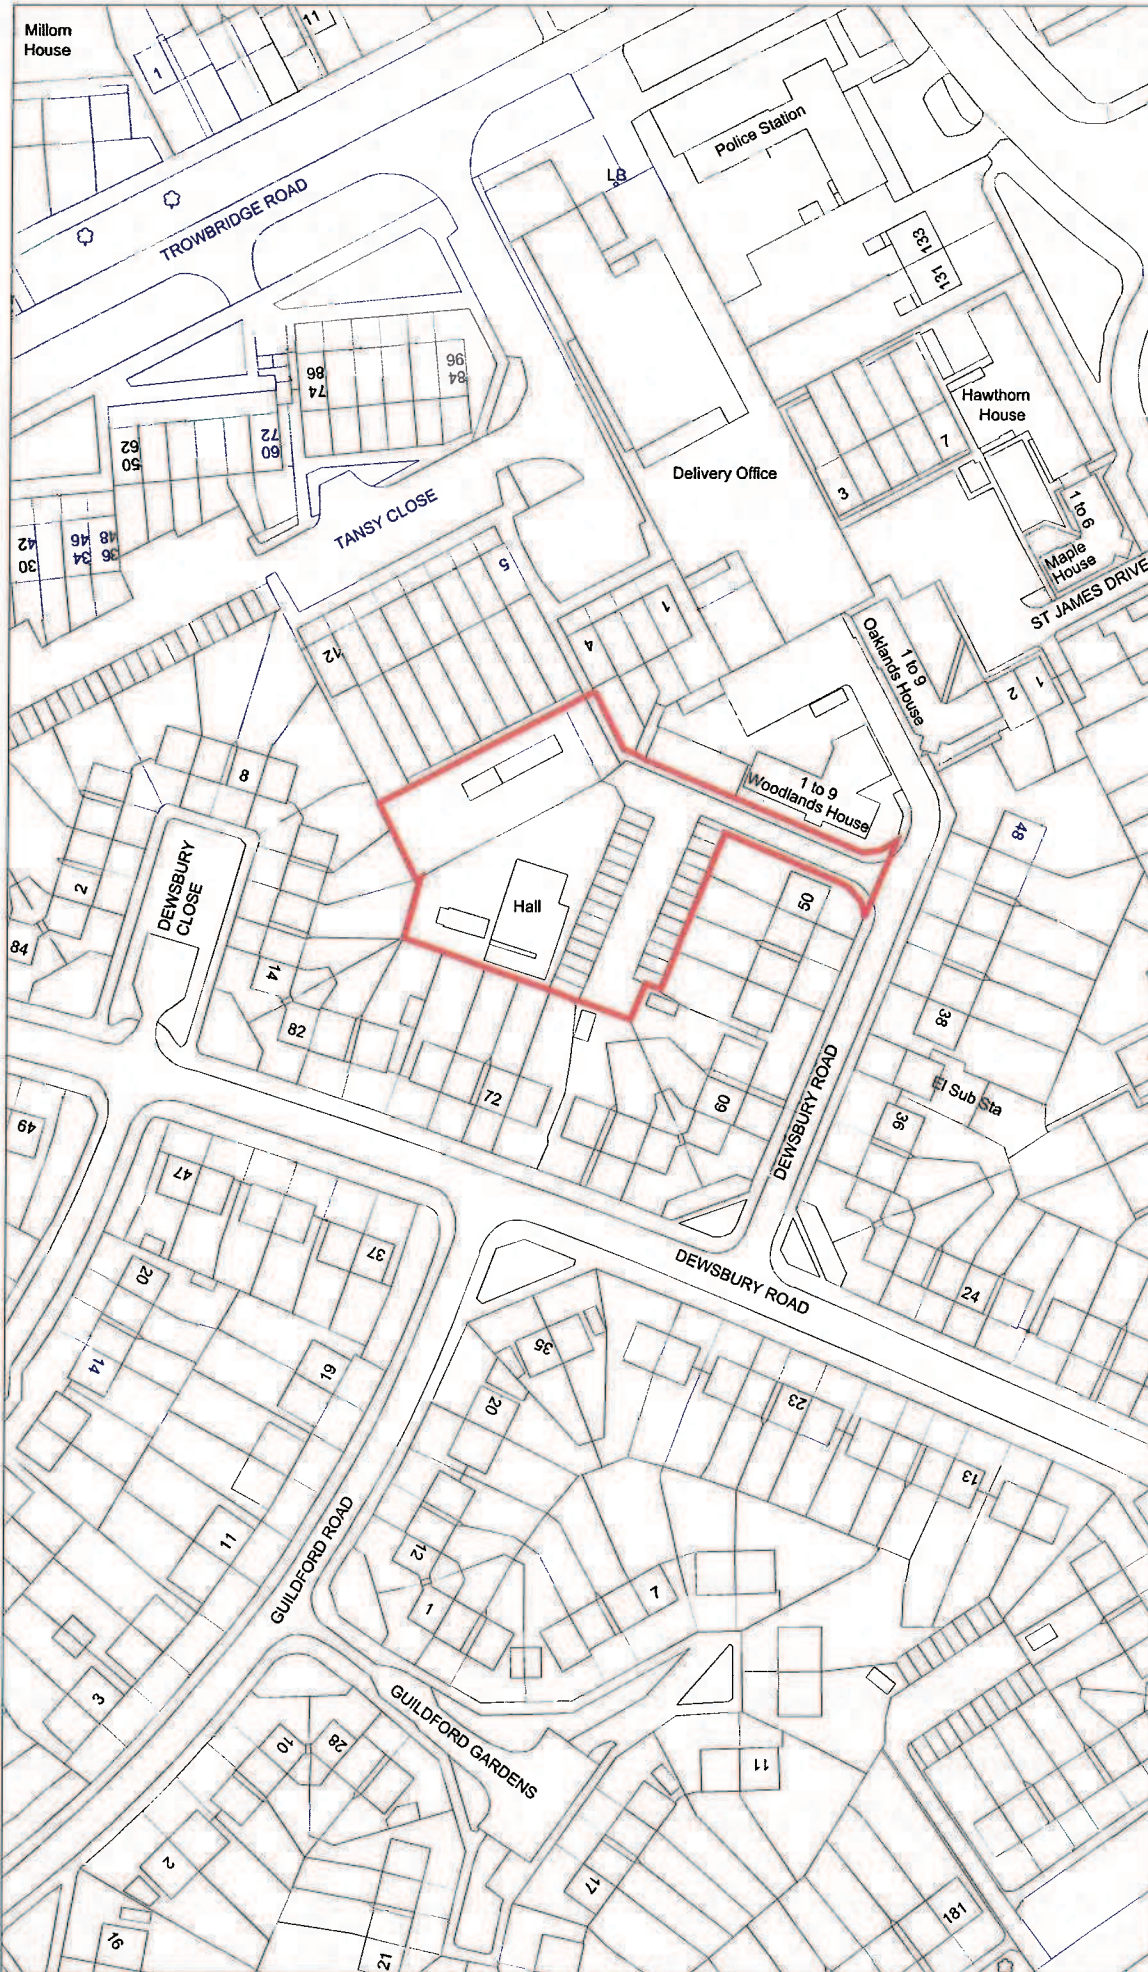 Millom
House
11
1
Police Station
LB
TROWBRIDGE ROAD
133
131
86
74
96
84
Hawthorn
House
62
50
72
60
7
3
Delivery Office
1 to 6
Maple
House
ST JAMES DRIVE
TANSY CLOSE
42
30
46
34
48
36
5
1
4
12
1 to 9
Oaklands House
2
1
8
1 to 9
Woodlands House
48
2
DEWSBURY
CLOSE
Hall
50
84
14
82
38
72
60
El Sub Sta
36
DEWSBURY ROAD
49
47
37
20
DEWSBURY ROAD
24
14
19
35
20
23
13
11
GUILDFORD ROAD
12
1
7
3
GUILDFORD GARDENS
10
28
11
2
17
16
21
181